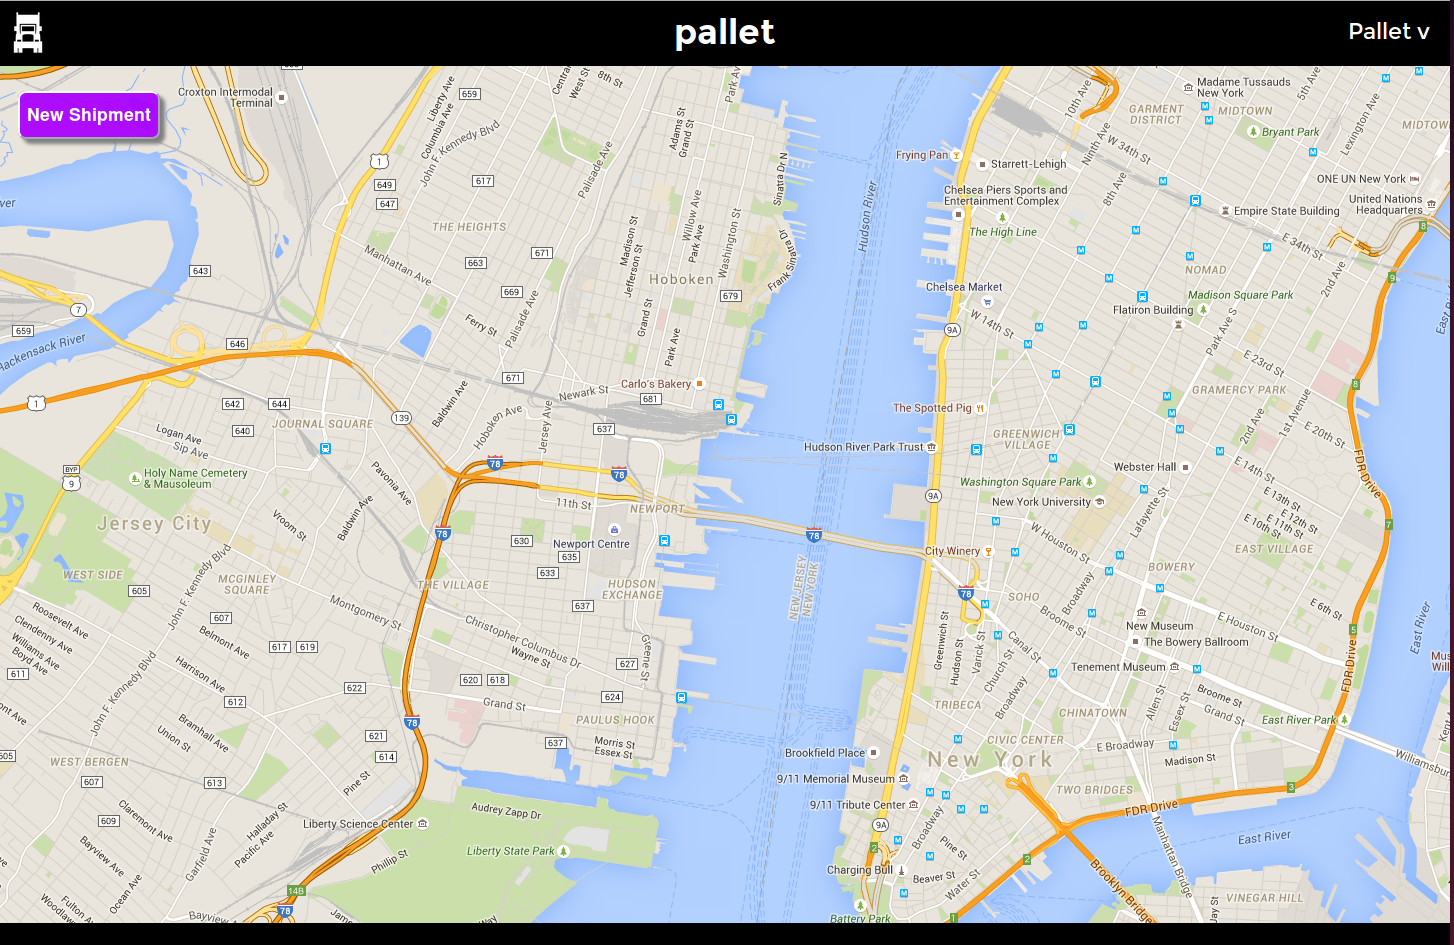 pallet
Pallet v
New Shipment
Croxton Intermodal
Terminal
659
8th St
West St
Park Av
Liberty Ave
Columbia Ave
John F. Kennedy Blvd
Adams St
Grand St
Palisade Ave
Sinatra Dr N
1
649
647
617
THE HEIGHTS
Madison St
Jefferson St
Willow Ave
Park Ave
Washington St
Frank Sinatra Dr
Manhattan Ave
671
663
Hoboken
669
679
643
Ferry St
Palisade Ave
Grand St
Park Ave
7
659
Hackensack River
646
671
Newark St
Carlo's Bakery
681
1
642
644
640
JOURNAL SQUARE
139
Baldwin Ave
Hoboken Ave
Jersey Ave
637
Logan Ave
Sip Ave
BYP
9
Holy Name Cemetery
& Mausoleum
Pavonia Ave
78
78
11th St
NEWPORT
Jersey City
Vroom St
Baldwin Ave
78
630
Newport Centre
635
633
WEST SIDE
605
MCGINLEY
SQUARE
THE VILLAGE
HUDSON
EXCHANGE
John F. Kennedy Blvd
Roosevelt Ave
Clendenny Ave
Williams Ave
Boyd Ave
611
607
Belmont Ave
617
619
Montgomery St
637
Christopher Columbus Dr
Wayne St
Greene St
627
Harrison Ave
622
620
618
612
624
Grand St
PAULUS HOOK
John F. Kennedy Blvd
Bramhall Ave
Union St
78
621
637
Morris St
Essex St
614
605
WEST BERGEN
607
613
Pine St
609
Claremont Ave
Halladay St
Pacific Ave
Garfield Ave
Liberty Science Center
Audrey Zapp Dr
Bayview Ave
Phillip St
Liberty State Park
Ocean Ave
14B
78
Fulton Ave
Bayview
Hudson River
78
NEW JERSEY
NEW YORK
Madame Tussauds
New York
5th Ave
10th Ave
GARMENT
DISTRICT
MIDTOWN
Lexington Ave
Bryant Park
MIDTOW
Ninth Ave
W 34th St
Frying Pan
Starrett-Lehigh
Chelsea Piers Sports and
Entertainment Complex
8th Ave
ONE UN New York
United Nations
Headquarters
Empire State Building
The High Line
E 34th St
8
9
NOMAD
2nd Ave
Chelsea Market
Madison Square Park
Flatiron Building
W 14th St
9A
Park Ave S
E 23rd St
8
GRAMERCY PARK
The Spotted Pig
1st Avenue
2nd Ave
E 20th St
GREENWICH
VILLAGE
Hudson River Park Trust
FDR Drive
Webster Hall
E 14th St
Washington Square Park
9A
New York University
Lafayette St
E 13th St
E 12th St
E 11th St
E 10th St
7
W Houston St
EAST VILLAGE
City Winery
BOWERY
78
SOHO
Broadway
Broome St
E 6th St
E Houston St
New Museum
The Bowery Ballroom
5
East River
Greenwich St
Hudson St
Varick St
Canal St
Church St
Tenement Museum
FDR Drive
Broadway
Allen St
Essex St
Broome St
Grand St
TRIBECA
CHINATOWN
East River Park
CIVIC CENTER
E Broadway
Brookfield Place
New York
Madison St
Williamsbu
9/11 Memorial Museum
TWO BRIDGES
3
9/11 Tribute Center
FDR Drive
9A
Broadway
East River
2
Pine St
2
Manhattan Bridge
Charging Bull
Beaver St
Water St
Brooklyn Bridge
VINEGAR HILL
Jay St
Battery Park
1